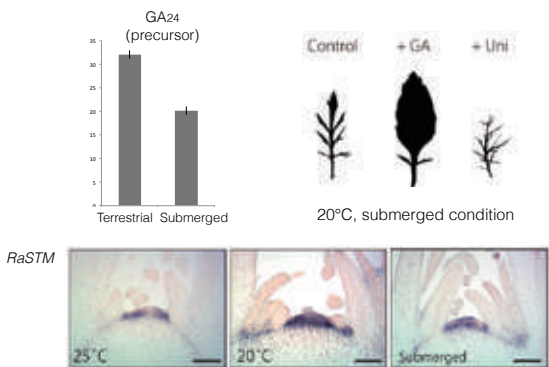 GA24
(precursor)
35
30
25
20
15
10
5
0
Terrestrial Submerged
Control + GA + Uni
20°C, submerged condition
RaSTM
25°C 20°C Submerged